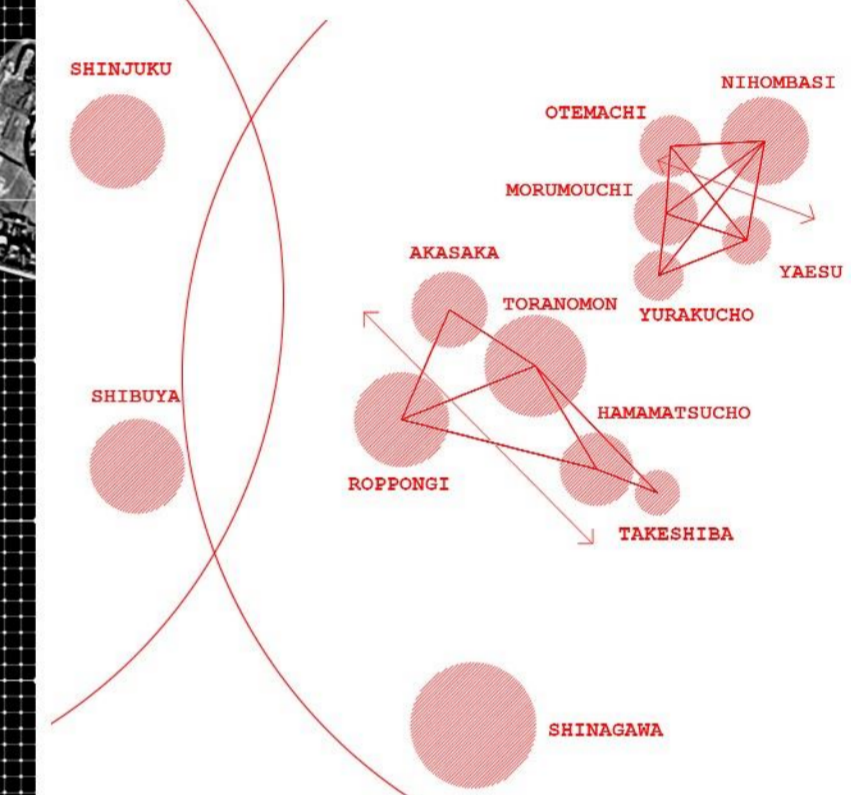 SHINJUKU
NIHOMBASI
OTEMACHI
MORUMOUCHI
AKASAKA
YAESU
TORANOMON
YURAKUCHO
SHIBUYA
HAMAMATSUCHO
ROPPONGI
TAKESHIBA
SHINAGAWA